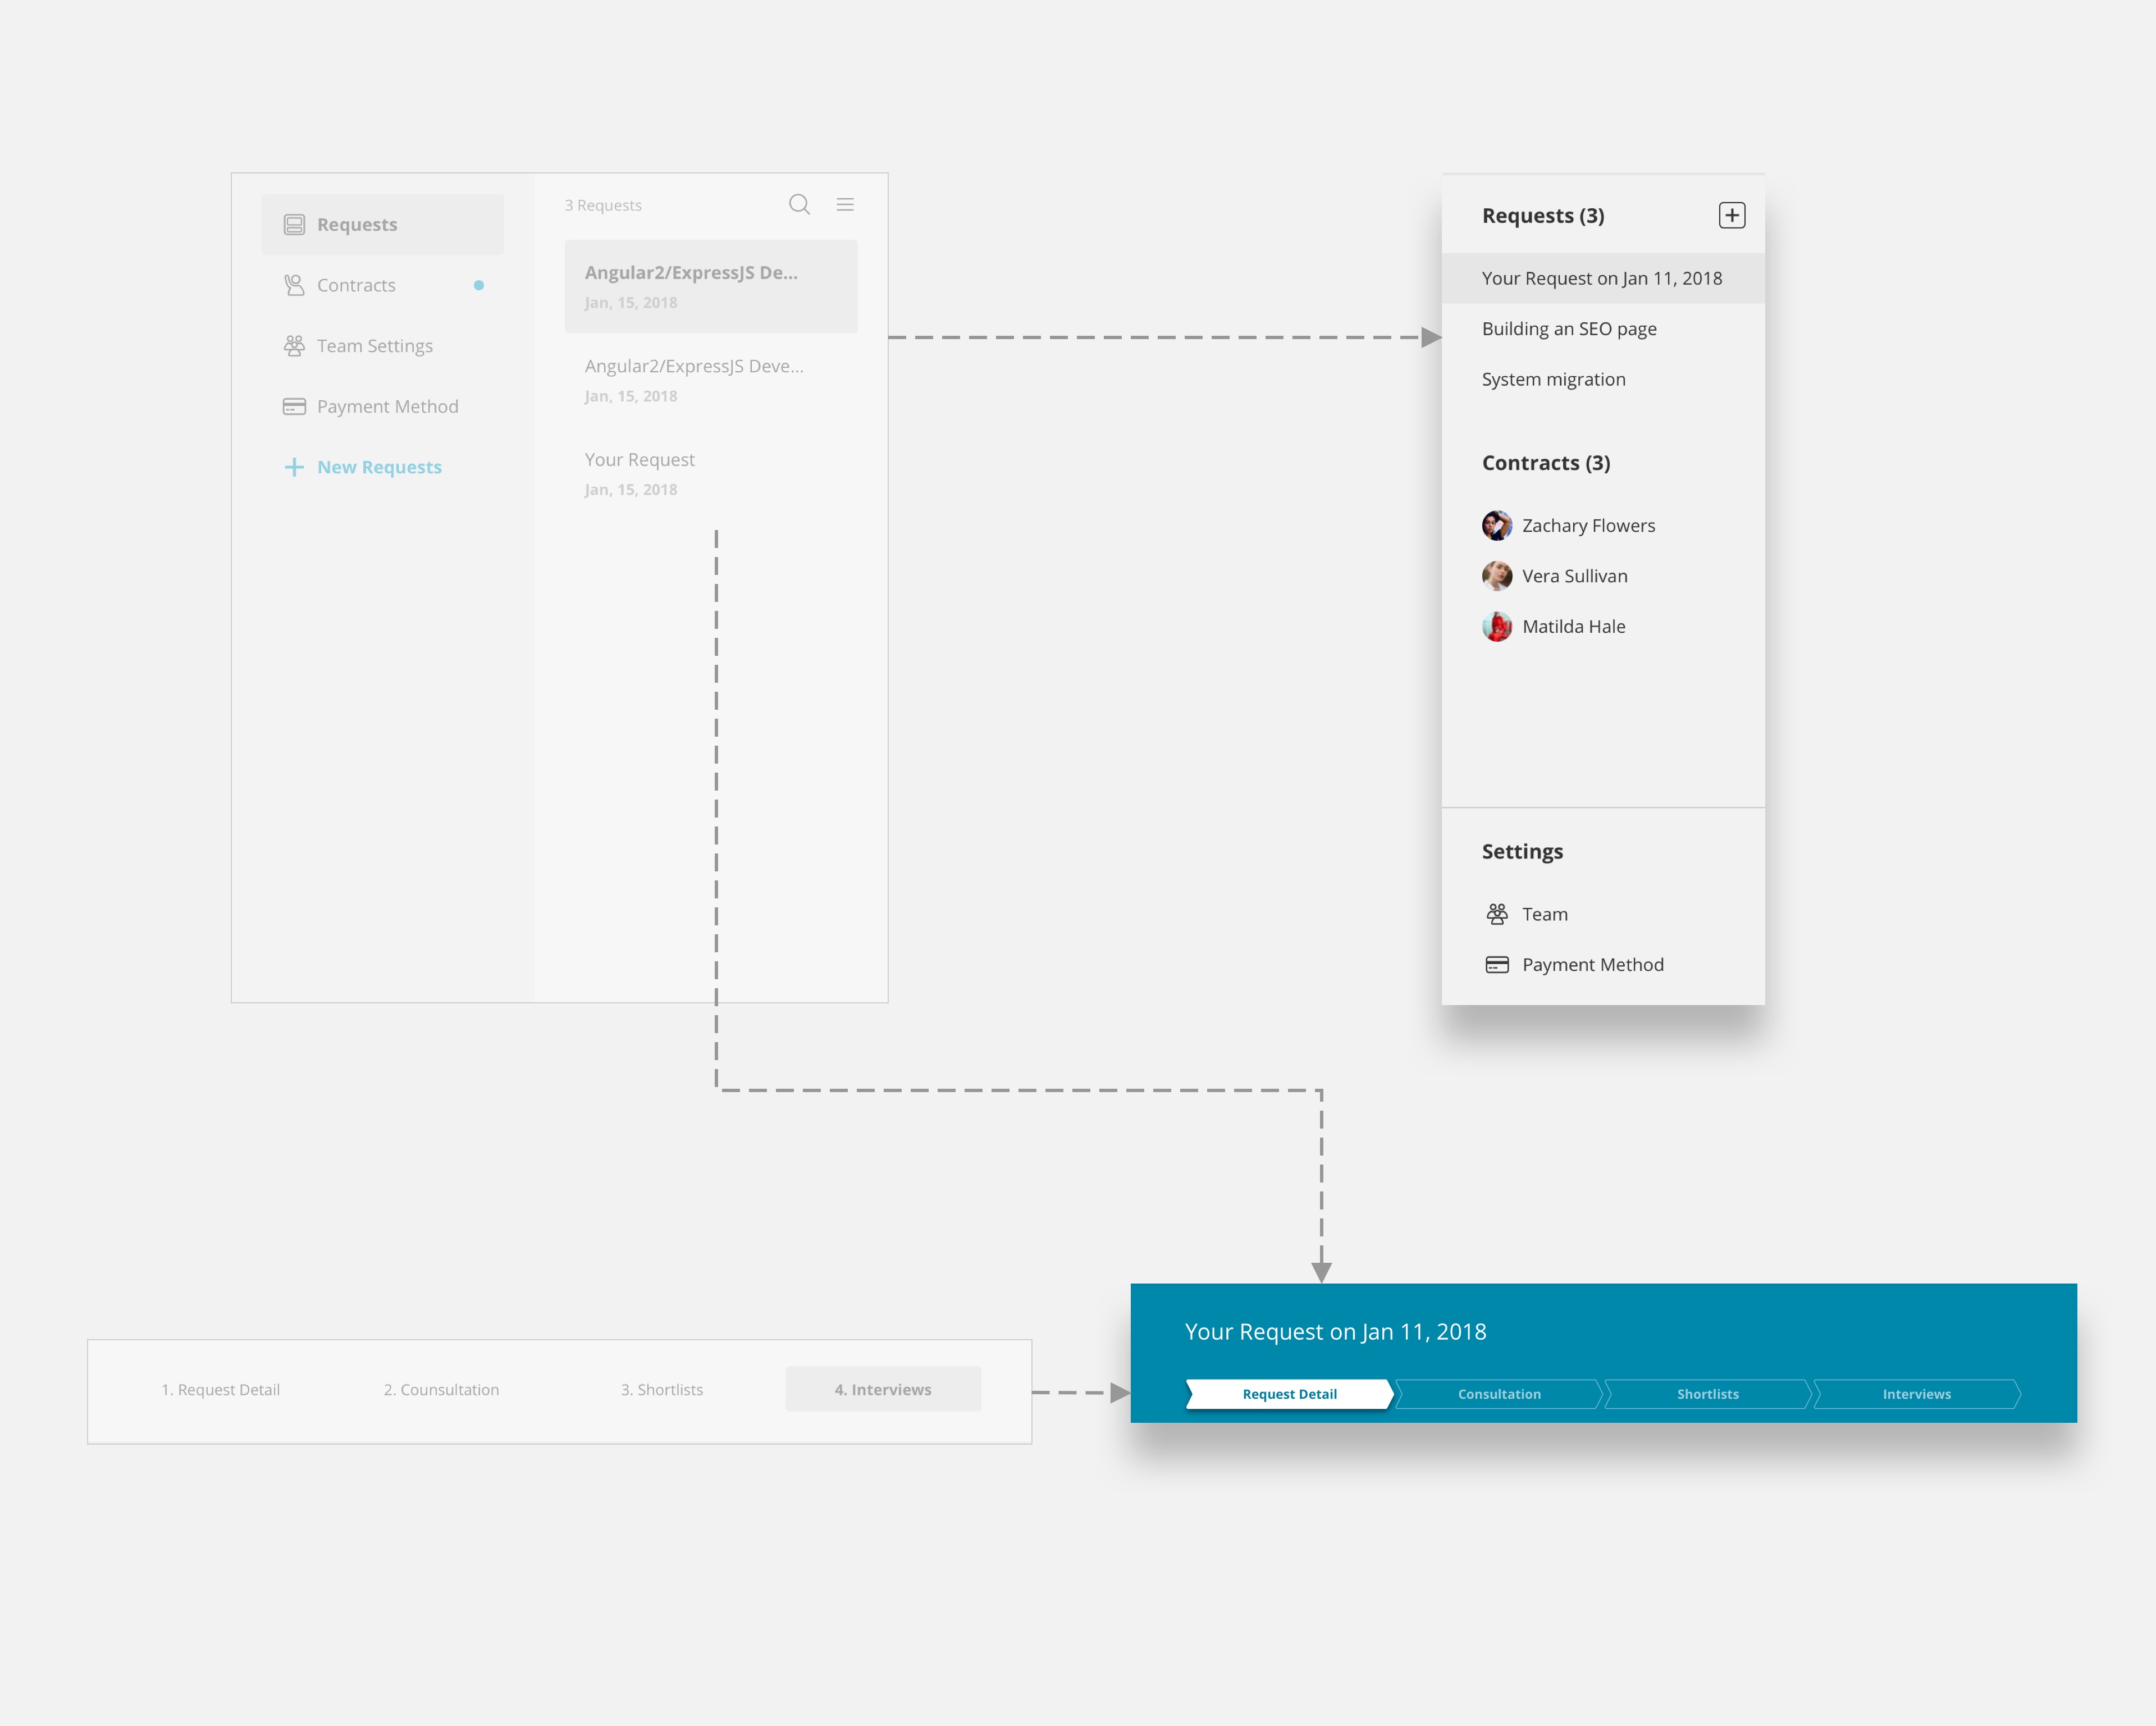 Requests
Contracts
Team Settings
Payment Method
New Requests
3 Requests
Angular2/ExpressJS De...
Jan, 15, 2018
Angular2/ExpressJS Deve...
Jan, 15, 2018
Your Request
Jan, 15, 2018
Requests (3)
Your Request on Jan 11, 2018
Building an SEO page
System migration
Contracts (3)
Zachary Flowers
Vera Sullivan
Matilda Hale
Settings
Team
Payment Method
1. Request Detail
2. Counsultation
3. Shortlists
4. Interviews
Your Request on Jan 11, 2018
Request Detail
Consultation
Shortlists
Interviews